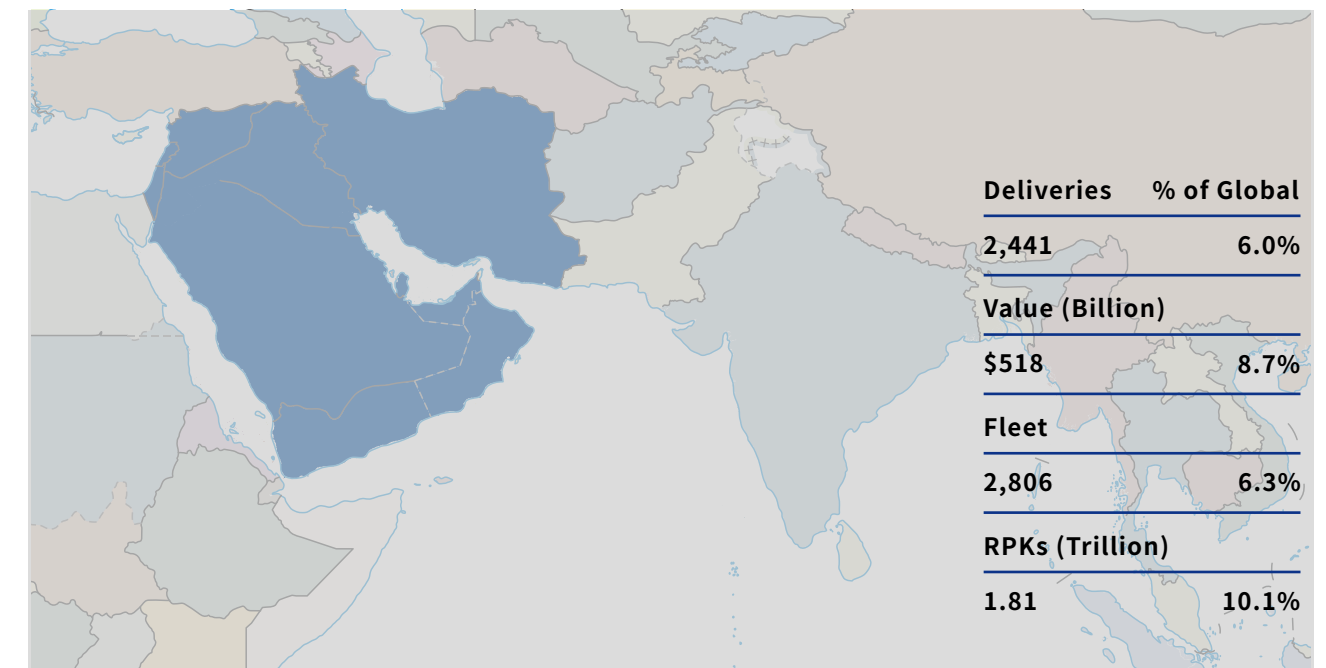 Deliveries % of Global
2,441 6.0%
Value (Billion)
$518 8.7%
Fleet
2,806 6.3%
RPKs (Trillion)
1.81 10.1%